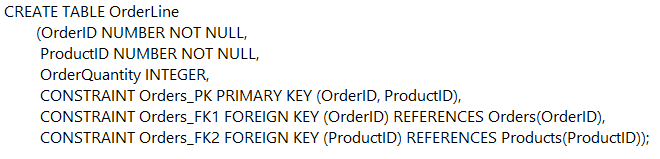 CREATE TABLE OrderLine
(OrderID NUMBER NOT NULL,
ProductID NUMBER NOT NULL,
OrderQuantity INTEGER,
CONSTRAINT Orders_PK PRIMARY KEY (OrderID, ProductID),
CONSTRAINT Orders_FK1 FOREIGN KEY (OrderID) REFERENCES Orders(OrderID),
CONSTRAINT Orders_FK2 FOREIGN KEY (ProductID) REFERENCES Products(ProductID));